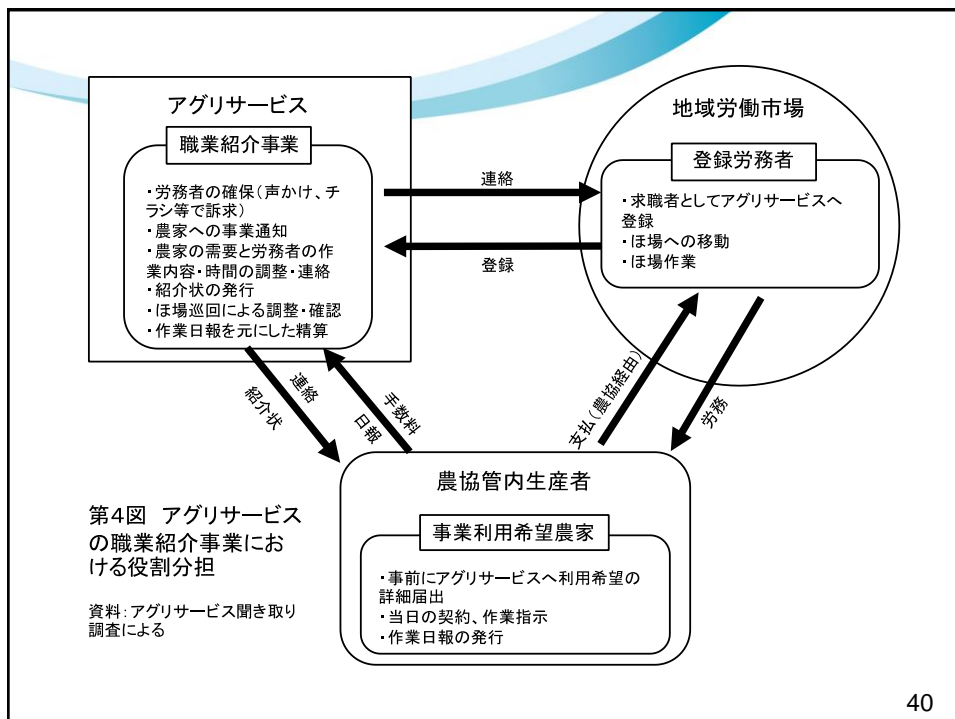 アグリサービス
職業紹介事業
・労務者の確保（声かけ、チ
ラシ等で訴求）
・農家への事業通知
・農家の需要と労務者の作
業内容・時間の調整・連絡
・紹介状の発行
・ほ場巡回による調整・確認
・作業日報を元にした精算
連絡
登録
地域労働市場
登録労務者
・求職者としてアグリサービスへ
登録
・ほ場への移動
・ほ場作業
連絡
紹介状
手数料
日報
支払（農協経由）
労務
農協管内生産者
事業利用希望農家
・事前にアグリサービスへ利用希望の
詳細届出
・当日の契約、作業指示
・作業日報の発行
第４図　アグリサービス
の職業紹介事業にお
ける役割分担
資料：アグリサービス聞き取り
調査による
40